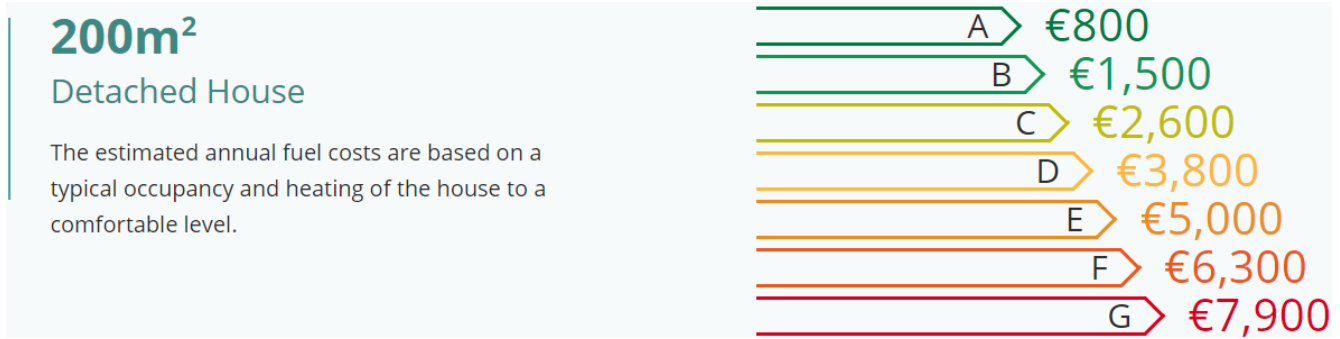 200m²
Detached House
The estimated annual fuel costs are based on a
typical occupancy and heating of the house to a
comfortable level.
A €800
B €1,500
C €2,600
D €3,800
E €5,000
F €6,300
G €7,900